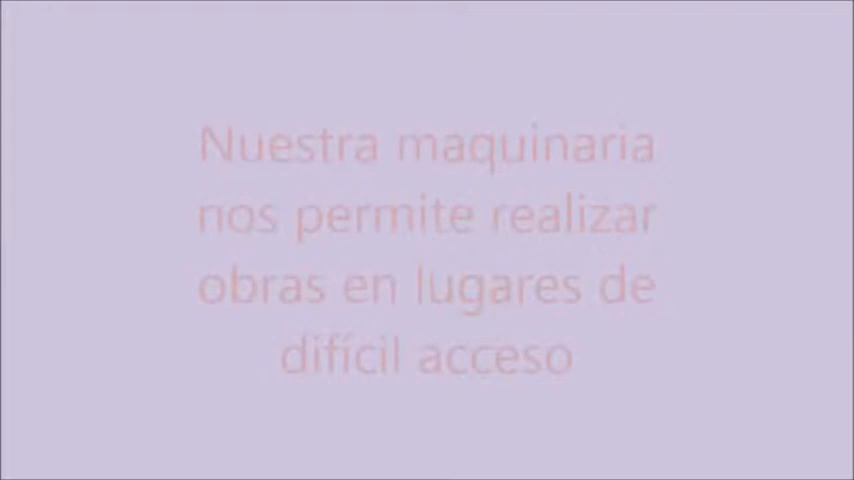 Nuestra maquinaria
nos permite realizar
obras en lugares de
difícil acceso